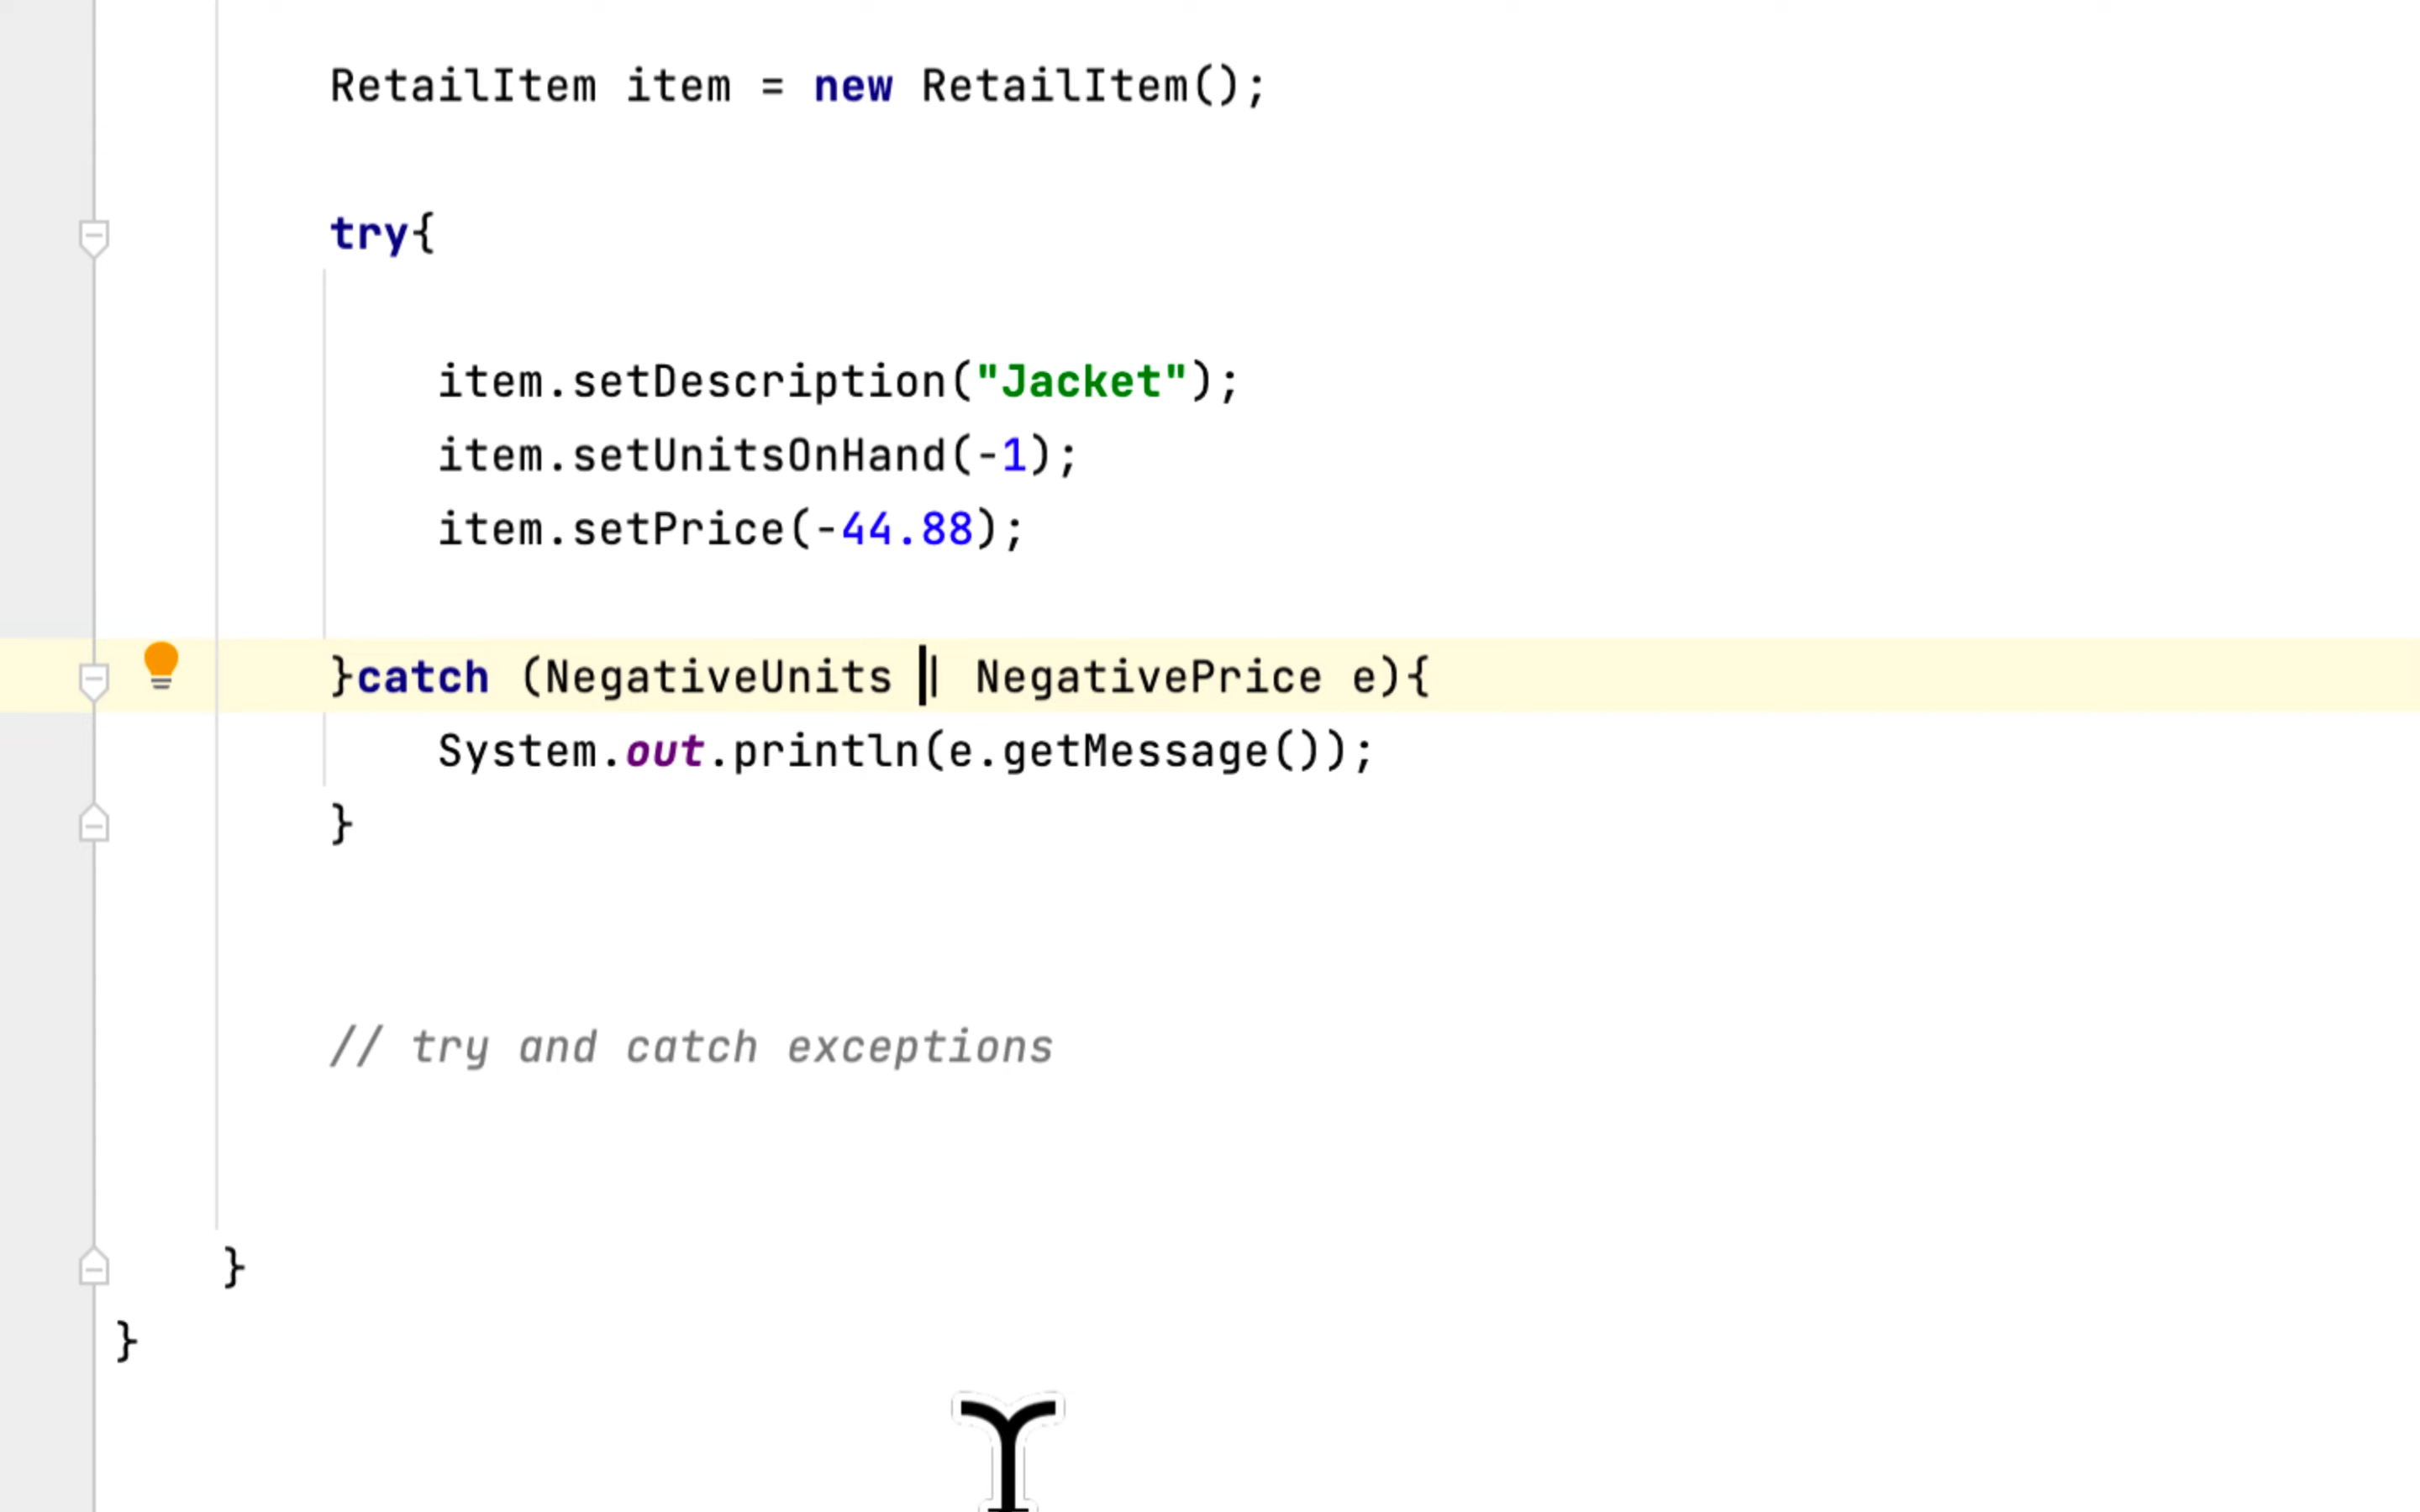 RetailItem item = new RetailItem();
try{
item.setDescription("Jacket");
item.setUnitsOnHand(-1);
item.setPrice(-44.88);
}catch (NegativeUnits | NegativePrice e){
System.out.println(e.getMessage());
}
// try and catch exceptions
}
}